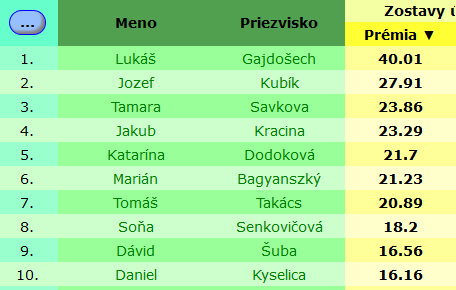 Zostavy ú
... Meno Priezvisko Prémia ▼
1. Lukáš Gajdošech 40.01
2. Jozef Kubík 27.91
3. Tamara Savkova 23.86
4. Jakub Kracina 23.29
5. Katarína Dodoková 21.7
6. Marián Bagyanszký 21.23
7. Tomáš Takács 20.89
8. Soňa Senkovičová 18.2
9. Dávid Šuba 16.56
10. Daniel Kyselica 16.16